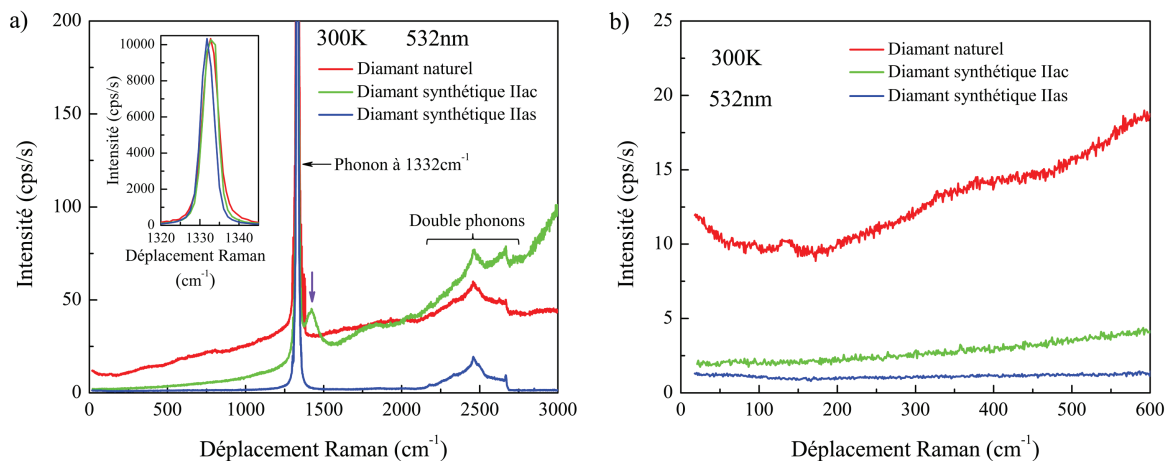 a)
300K 532nm
Diamant naturel
Diamant synthétique IIac
Diamant synthétique IIas
Phonon à 1332cm⁻¹
Double phonons
Intensité (cps/s)
200
150
100
50
0
0 500 1000 1500 2000 2500 3000
Déplacement Raman (cm⁻¹)
Intensité (cps/s)
10000
8000
6000
4000
2000
0
1320 1330 1340
Déplacement Raman
(cm⁻¹)
b)
300K
532nm
Diamant naturel
Diamant synthétique IIac
Diamant synthétique IIas
Intensité (cps/s)
25
20
15
10
5
0
0 100 200 300 400 500 600
Déplacement Raman (cm⁻¹)